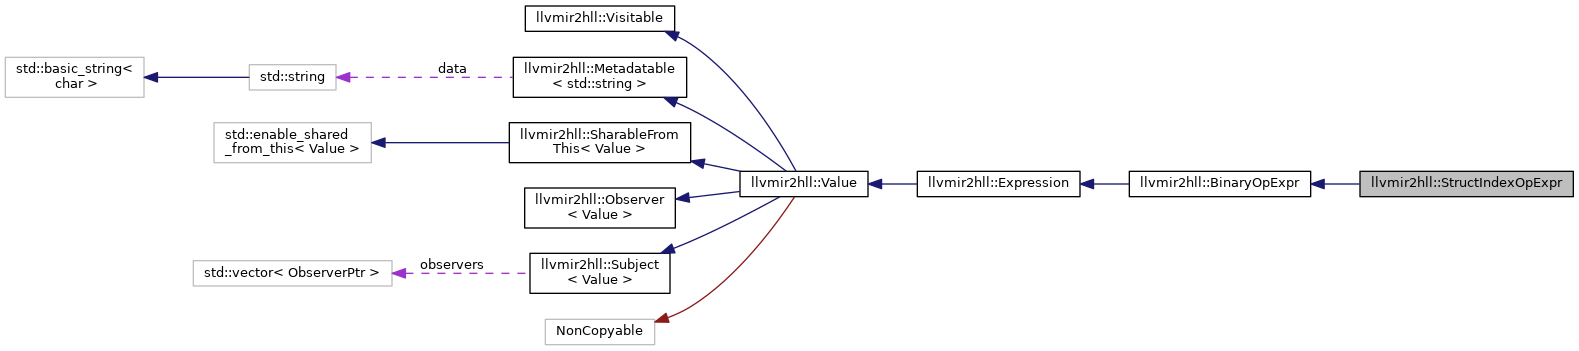 llvmir2hll::Visitable
std::basic_string<
char >
std::string
data
llvmir2hll::Metadatable
< std::string >
std::enable_shared
_from_this< Value >
llvmir2hll::SharableFrom
This< Value >
llvmir2hll::Value
llvmir2hll::Expression
llvmir2hll::BinaryOpExpr
llvmir2hll::StructIndexOpExpr
llvmir2hll::Observer
< Value >
std::vector< ObserverPtr >
observers
llvmir2hll::Subject
< Value >
NonCopyable